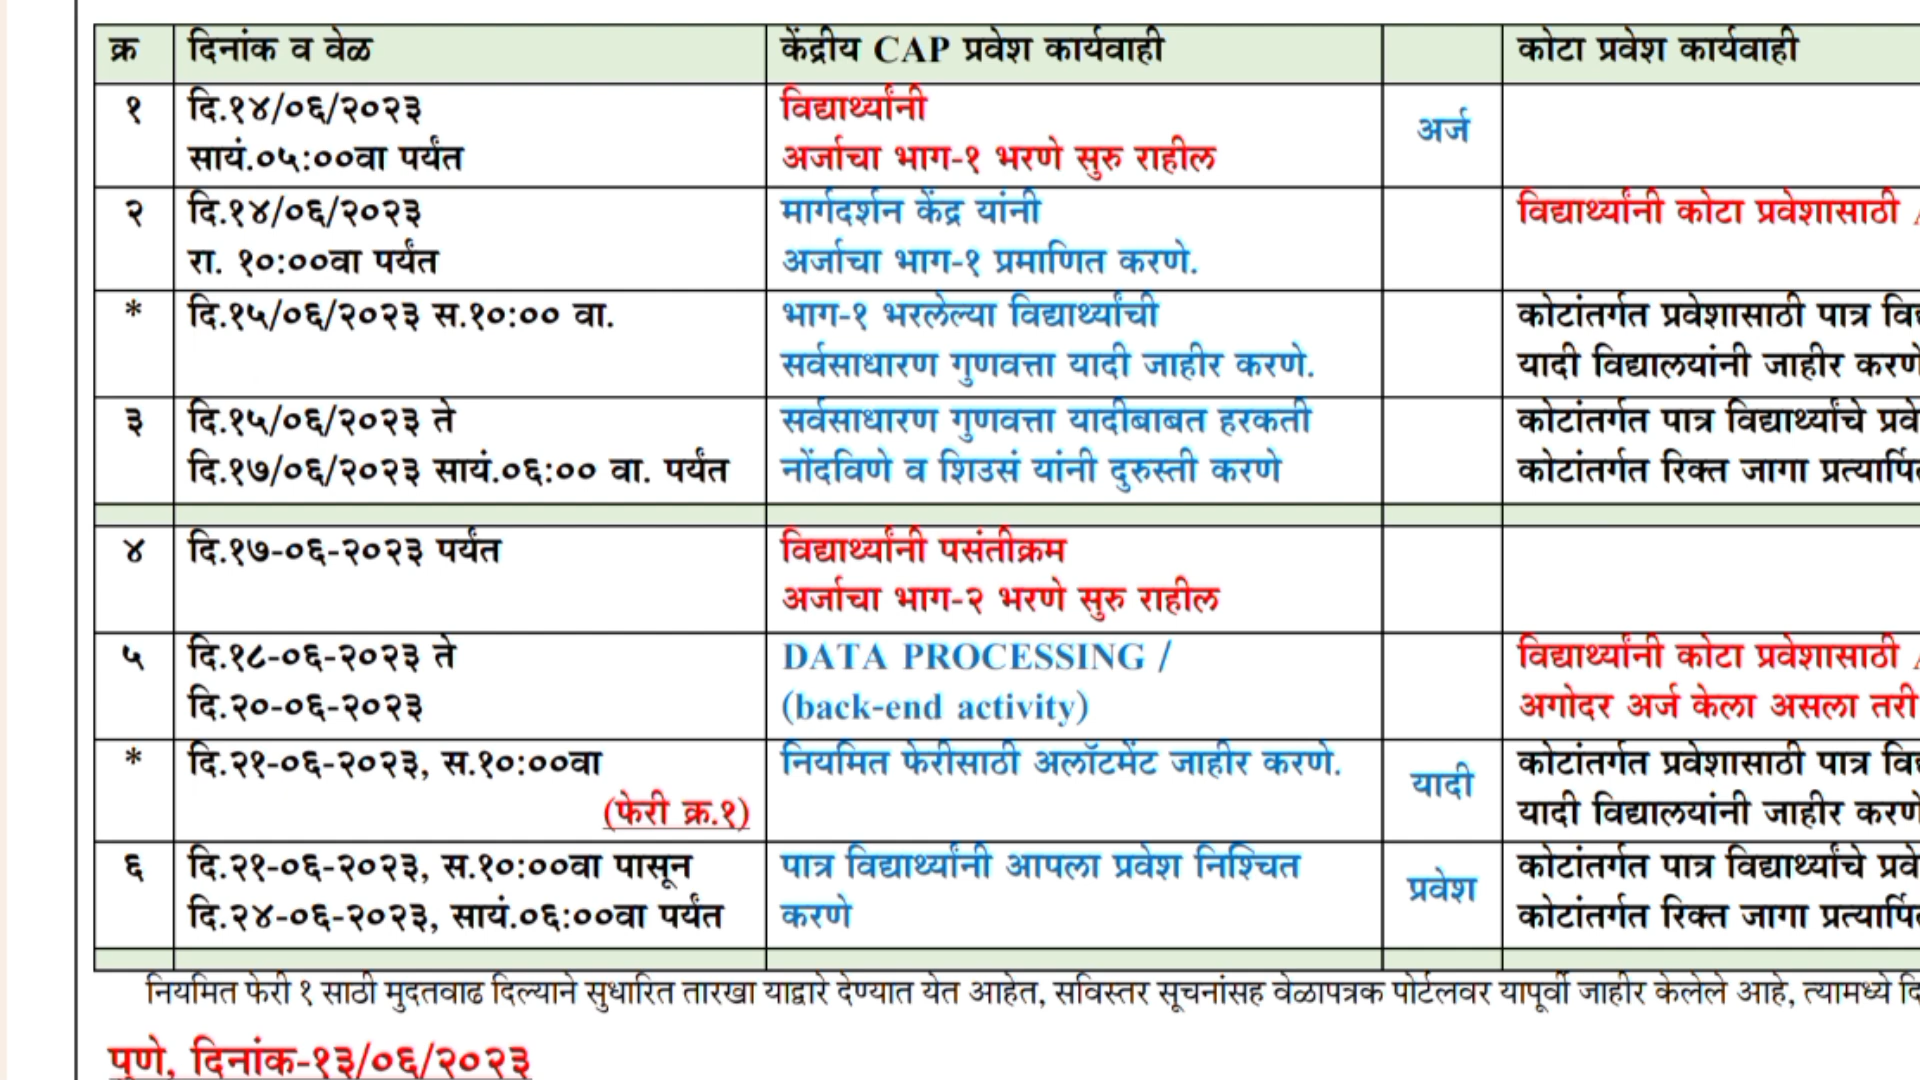 क्र दिनांक व वेळ केंद्रीय CAP प्रवेश कार्यवाही कोटा प्रवेश कार्यवाही
१ दि.१४/०६/२०२३ विद्यार्थ्यांनी अर्ज
सायं.०५:००वा पर्यंत अर्जाचा भाग-१ भरणे सुरु राहील
२ दि.१४/०६/२०२३ मार्गदर्शन केंद्र यांनी विद्यार्थ्यांनी कोटा प्रवेशासाठी
रा. १०:००वा पर्यंत अर्जाचा भाग-१ प्रमाणित करणे.
* दि.१५/०६/२०२३ स.१०:०० वा. भाग-१ भरलेल्या विद्यार्थ्यांची कोटांतर्गत प्रवेशासाठी पात्र
सर्वसाधारण गुणवत्ता यादी जाहीर करणे. यादी विद्यालयांनी जाहीर करणे
३ दि.१५/०६/२०२३ ते सर्वसाधारण गुणवत्ता यादीबाबत हरकती कोटांतर्गत पात्र विद्यार्थ्यांचे
दि.१७/०६/२०२३ सायं.०६:०० वा. पर्यंत नोंदविणे व शिउसं यांनी दुरुस्ती करणे कोटांतर्गत रिक्त जागा
४ दि.१७-०६-२०२३ पर्यंत विद्यार्थ्यांनी पसंतीक्रम
अर्जाचा भाग-२ भरणे सुरु राहील
५ दि.१८-०६-२०२३ ते DATA PROCESSING / विद्यार्थ्यांनी कोटा प्रवेशासाठी
दि.२०-०६-२०२३ (back-end activity) अगोदर अर्ज केला असला तरी
* दि.२१-०६-२०२३, स.१०:००वा नियमित फेरीसाठी अलॉटमेंट जाहीर करणे. यादी कोटांतर्गत प्रवेशासाठी पात्र
(फेरी क्र.१) यादी विद्यालयांनी जाहीर करणे
६ दि.२१-०६-२०२३, स.१०:००वा पासून पात्र विद्यार्थ्यांनी आपला प्रवेश निश्चित प्रवेश कोटांतर्गत पात्र विद्यार्थ्यांचे
दि.२४-०६-२०२३, सायं.०६:००वा पर्यंत करणे कोटांतर्गत रिक्त जागा
नियमित फेरी १ साठी मुदतवाढ दिल्याने सुधारित तारखा याद्वारे देण्यात येत आहेत, सविस्तर सूचनांसह वेळापत्रक पोर्टलवर यापूर्वी जाहीर केलेले आहे, त्यामध्ये
पुणे, दिनांक-१३/०६/२०२३